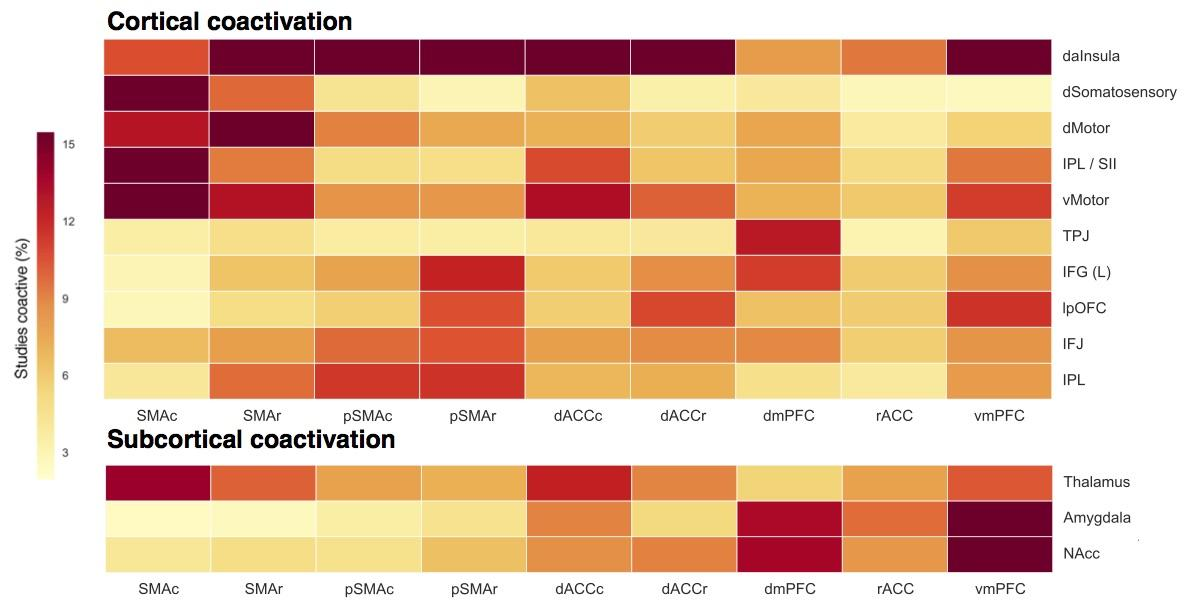 Cortical coactivation
daInsula
dSomatosensory
dMotor
IPL / SII
vMotor
TPJ
IFG (L)
lpOFC
IFJ
IPL
SMAc SMAr pSMAc pSMAr dACCc dACCr dmPFC rACC vmPFC
Studies coactive (%)
15
12
9
6
3
Subcortical coactivation
Thalamus
Amygdala
NAcc
SMAc SMAr pSMAc pSMAr dACCc dACCr dmPFC rACC vmPFC